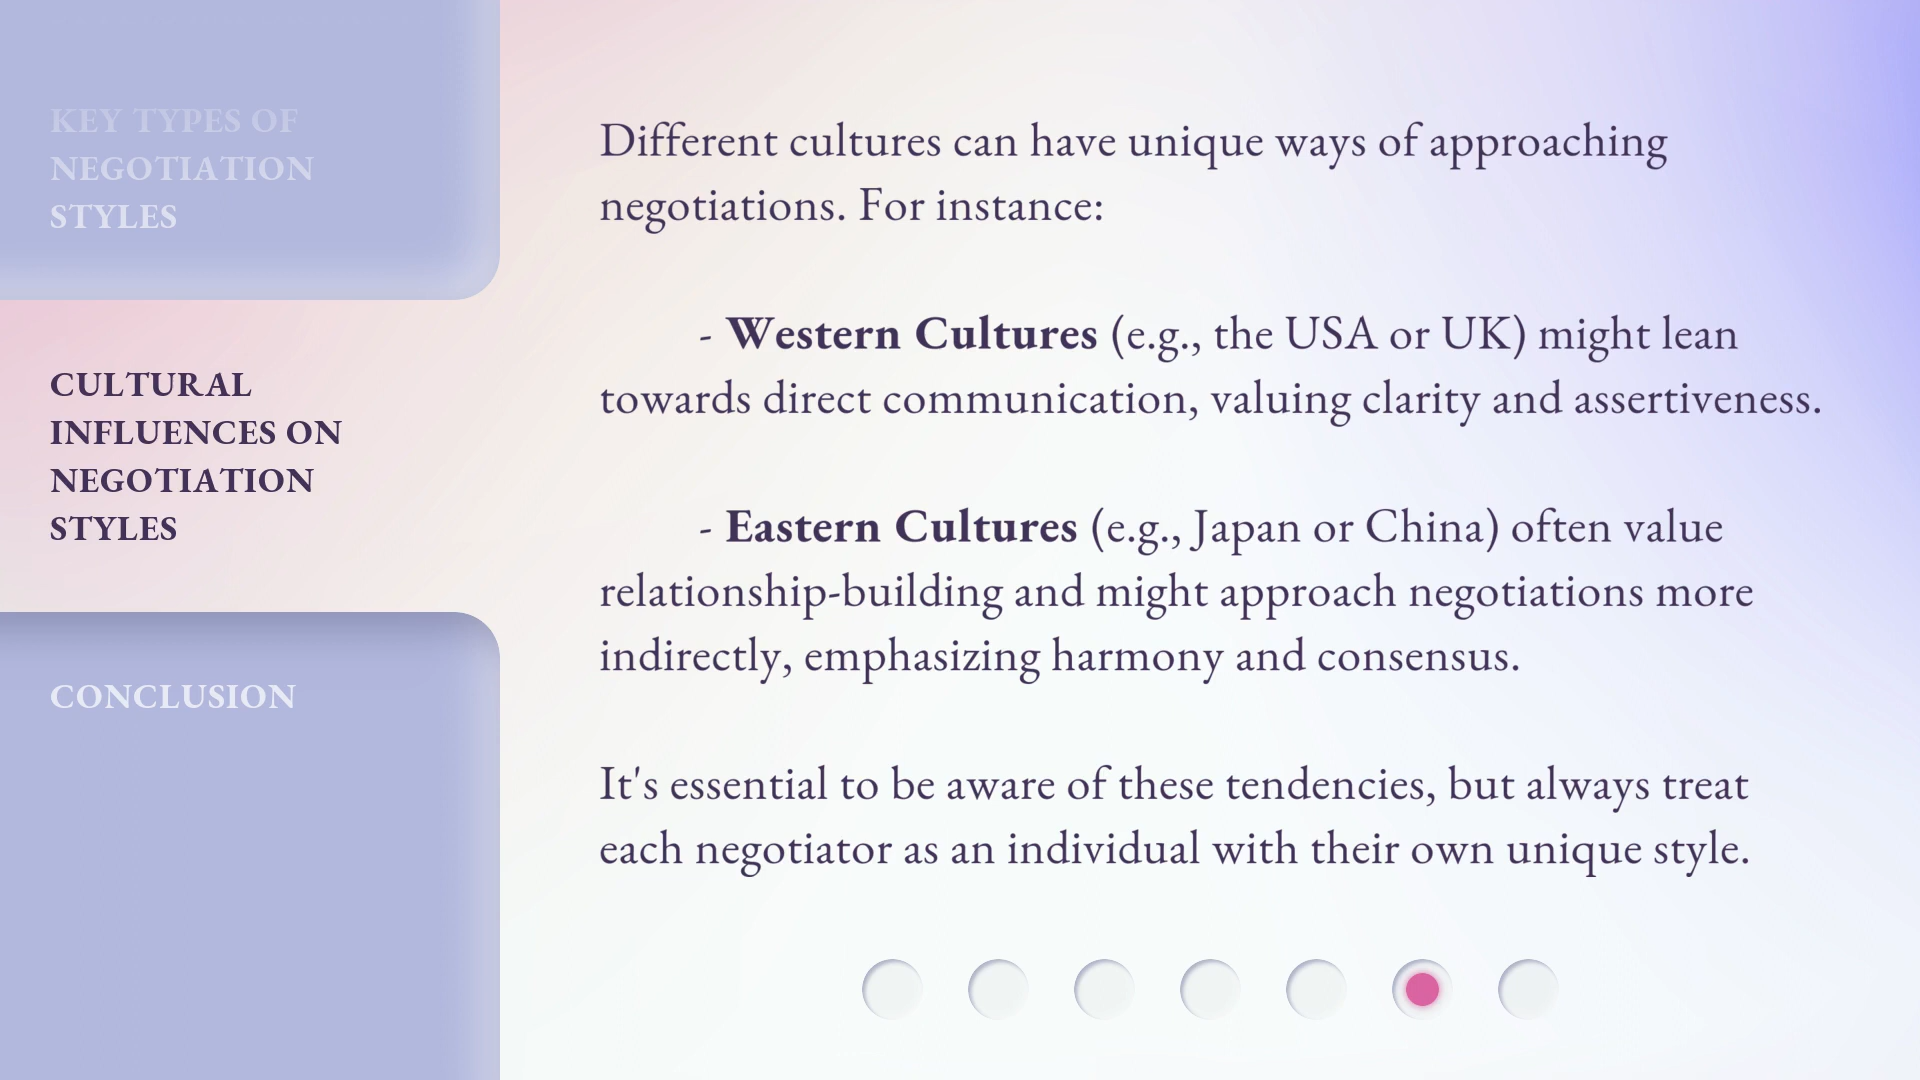 KEY TYPES OF
NEGOTIATION
STYLES
CULTURAL
INFLUENCES ON
NEGOTIATION
STYLES
CONCLUSION
Different cultures can have unique ways of approaching
negotiations. For instance:
- Western Cultures (e.g., the USA or UK) might lean
towards direct communication, valuing clarity and assertiveness.
- Eastern Cultures (e.g., Japan or China) often value
relationship-building and might approach negotiations more
indirectly, emphasizing harmony and consensus.
It's essential to be aware of these tendencies, but always treat
each negotiator as an individual with their own unique style.